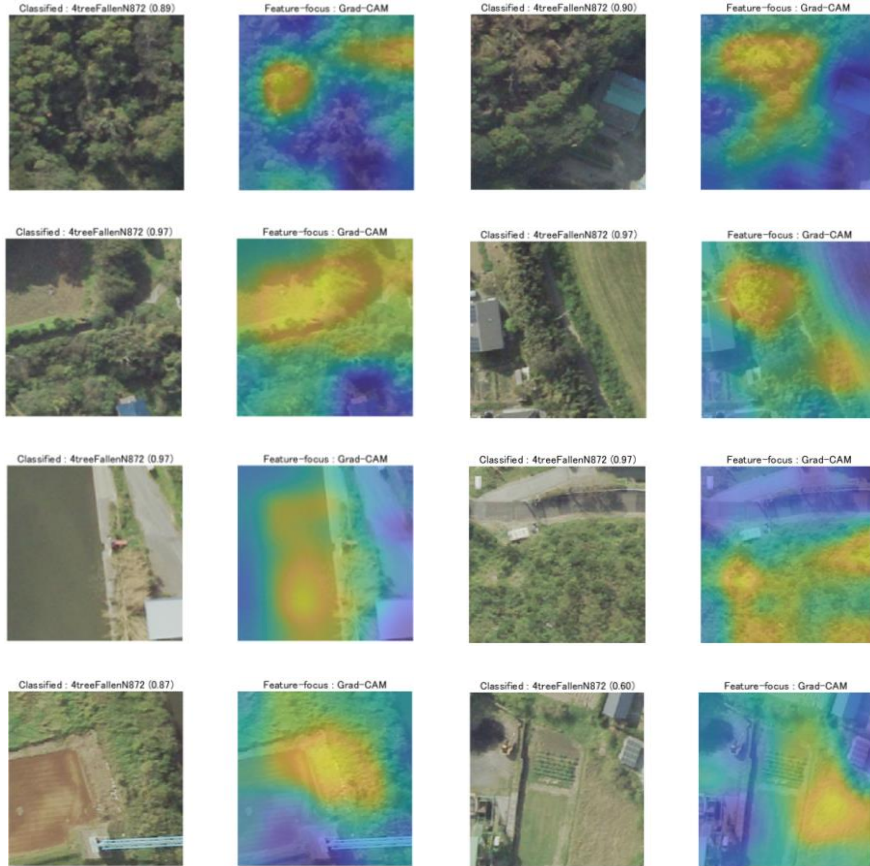 Classified : 4treeFallenN872 (0.89)
Feature-focus : Grad-CAM
Classified : 4treeFallenN872 (0.90)
Feature-focus : Grad-CAM
Classified : 4treeFallenN872 (0.97)
Feature-focus : Grad-CAM
Classified : 4treeFallenN872 (0.97)
Feature-focus : Grad-CAM
Classified : 4treeFallenN872 (0.97)
Feature-focus : Grad-CAM
Classified : 4treeFallenN872 (0.97)
Feature-focus : Grad-CAM
Classified : 4treeFallenN872 (0.87)
Feature-focus : Grad-CAM
Classified : 4treeFallenN872 (0.60)
Feature-focus : Grad-CAM